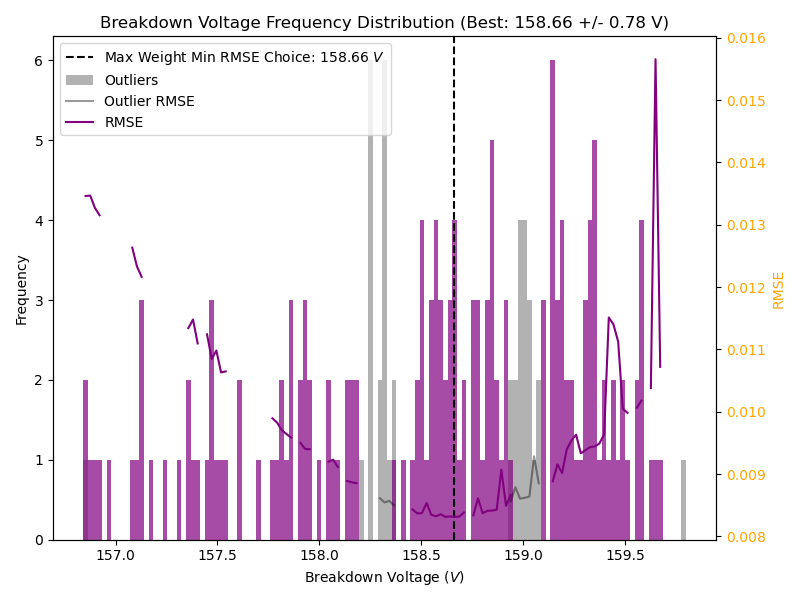 Breakdown Voltage Frequency Distribution (Best: 158.66 +/- 0.78 V)
Max Weight Min RMSE Choice: 158.66 V
Outliers
Outlier RMSE
RMSE
Frequency
6
5
4
3
2
1
0
0.016
0.015
0.014
0.013
0.012
0.011
0.010
0.009
0.008
RMSE
157.0 157.5 158.0 158.5 159.0 159.5
Breakdown Voltage (V)